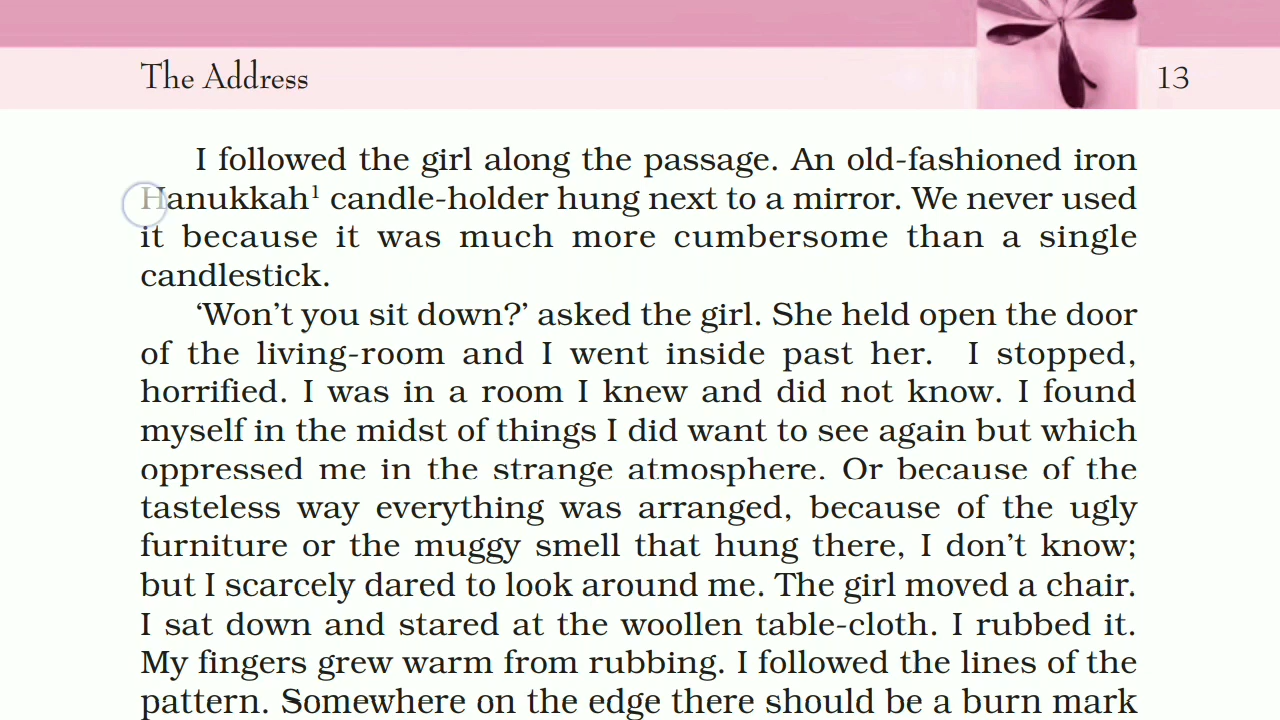 The Address
13
I followed the girl along the passage. An old-fashioned iron
Hanukkah¹ candle-holder hung next to a mirror. We never used
it because it was much more cumbersome than a single
candlestick.
‘Won’t you sit down?’ asked the girl. She held open the door
of the living-room and I went inside past her. I stopped,
horrified. I was in a room I knew and did not know. I found
myself in the midst of things I did want to see again but which
oppressed me in the strange atmosphere. Or because of the
tasteless way everything was arranged, because of the ugly
furniture or the muggy smell that hung there, I don’t know;
but I scarcely dared to look around me. The girl moved a chair.
I sat down and stared at the woollen table-cloth. I rubbed it.
My fingers grew warm from rubbing. I followed the lines of the
pattern. Somewhere on the edge there should be a burn mark